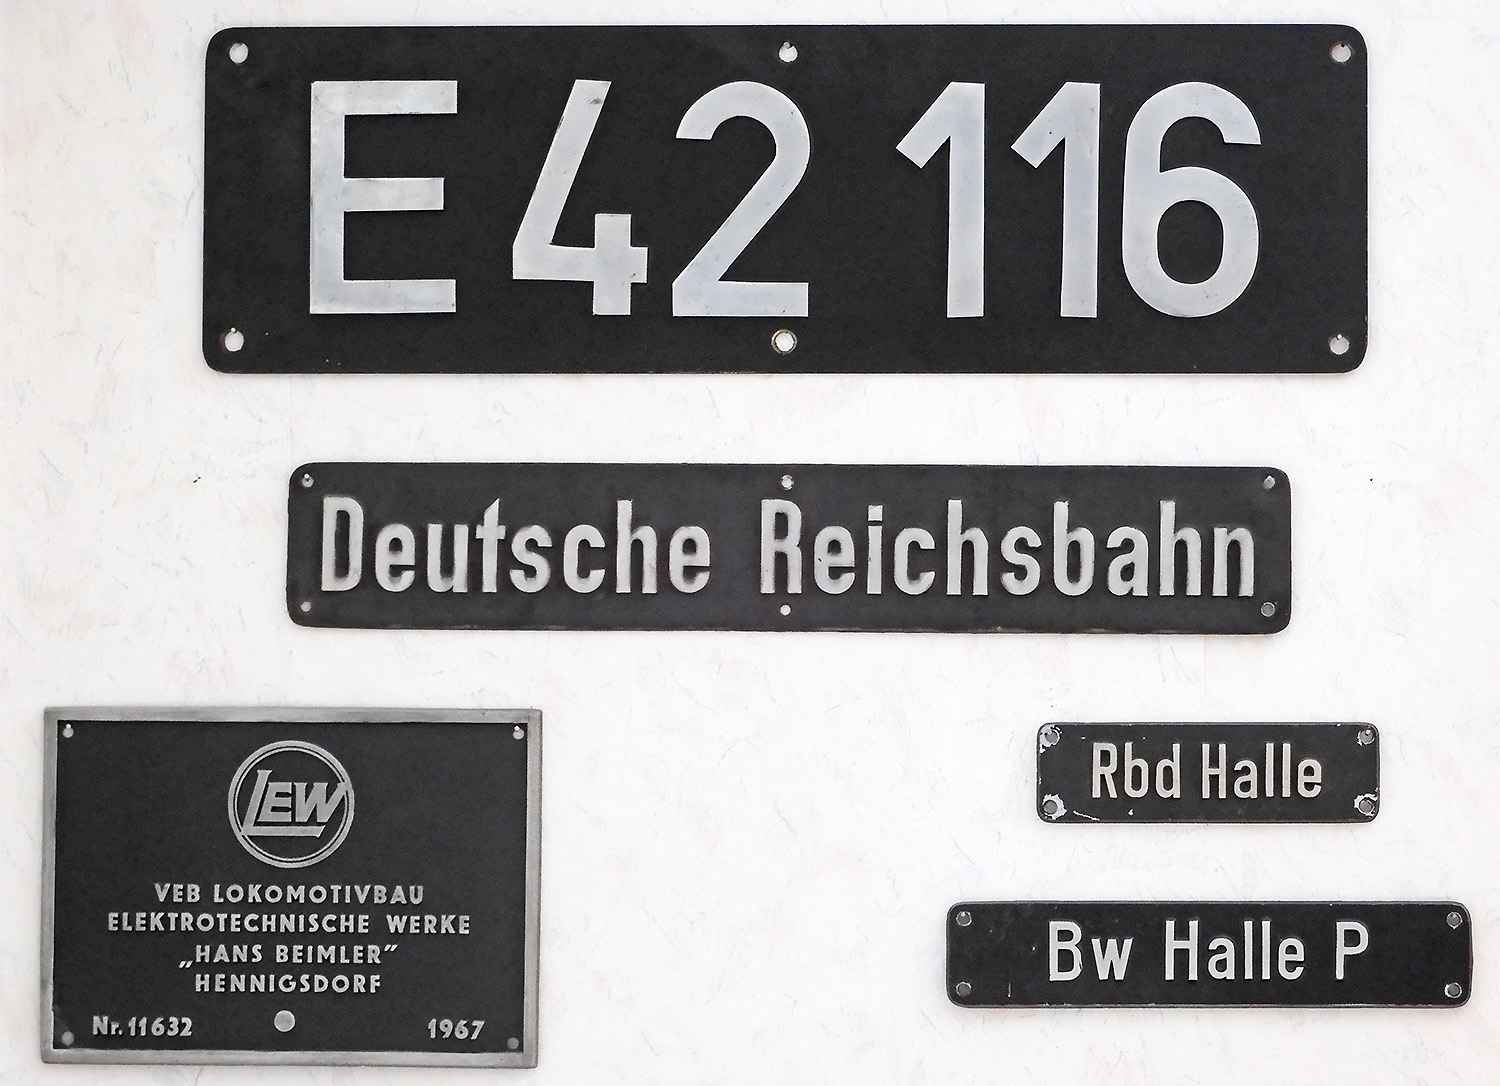 E 42 116
Deutsche Reichsbahn
LEW
VEB LOKOMOTIVBAU
ELEKTROTECHNISCHE WERKE
„HANS BEIMLER”
HENNIGSDORF
Nr. 11632 1967
Rbd Halle
Bw Halle P